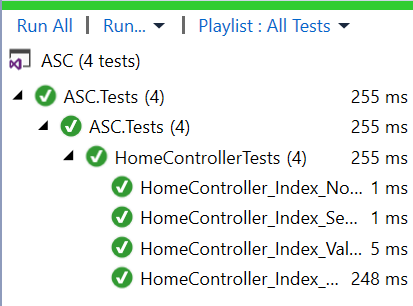 Run All | Run... | Playlist : All Tests
ASC (4 tests)
ASC.Tests (4) 255 ms
ASC.Tests (4) 255 ms
HomeControllerTests (4) 255 ms
HomeController_Index_No... 1 ms
HomeController_Index_Se... 1 ms
HomeController_Index_Val... 5 ms
HomeController_Index_... 248 ms